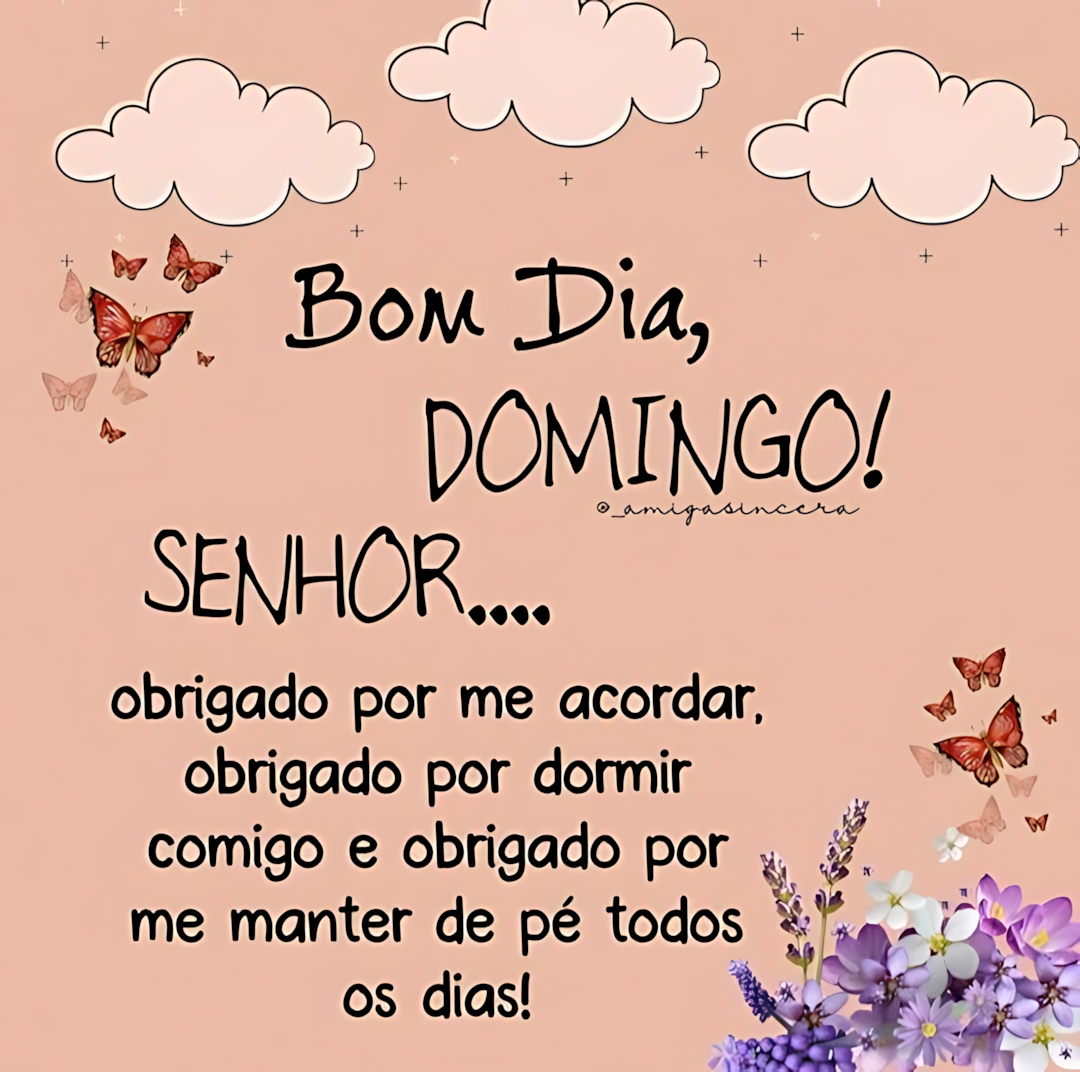 Bom Dia,
DOMINGO!
@_amigasincera
SENHOR....
obrigado por me acordar,
obrigado por dormir
comigo e obrigado por
me manter de pé todos
os dias!